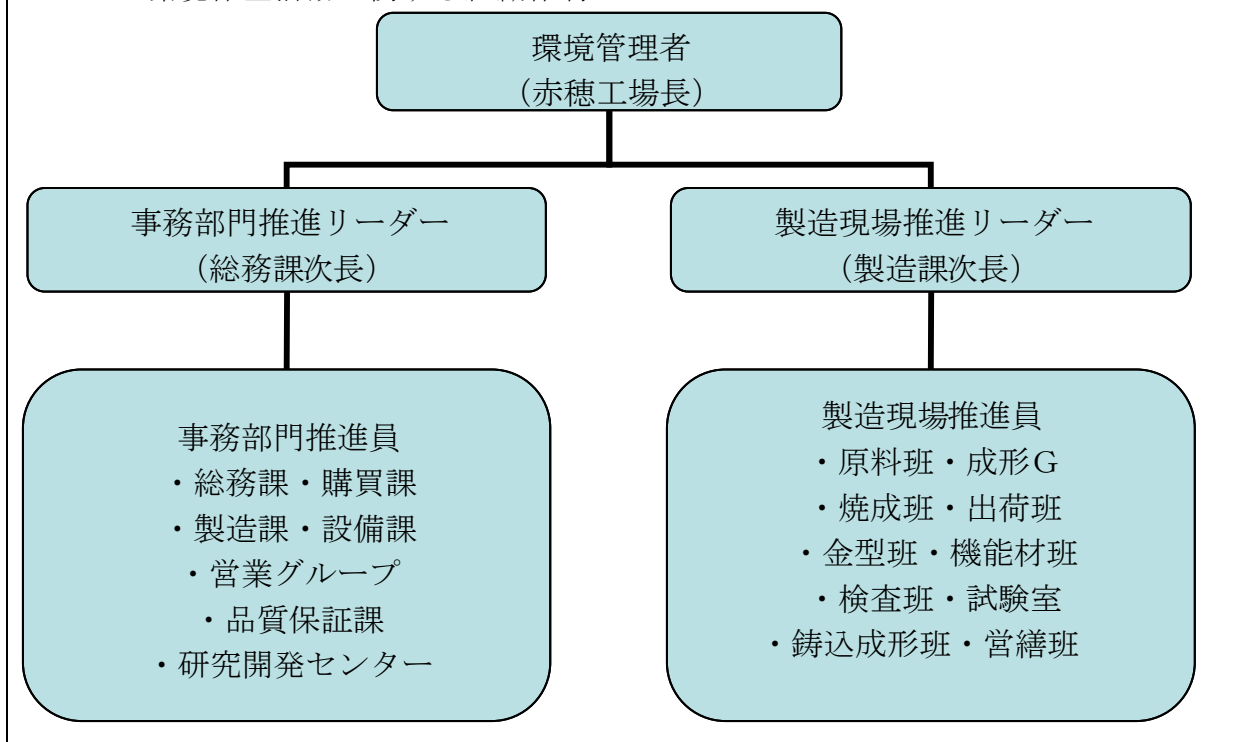 環境管理者
（赤穂工場長）
事務部門推進リーダー
（総務課次長）
製造現場推進リーダー
（製造課次長）
事務部門推進員
・総務課・購買課
・製造課・設備課
・営業グループ
・品質保証課
・研究開発センター
製造現場推進員
・原料班・成形Ｇ
・焼成班・出荷班
・金型班・機能材班
・検査班・試験室
・鋳込成形班・営繕班